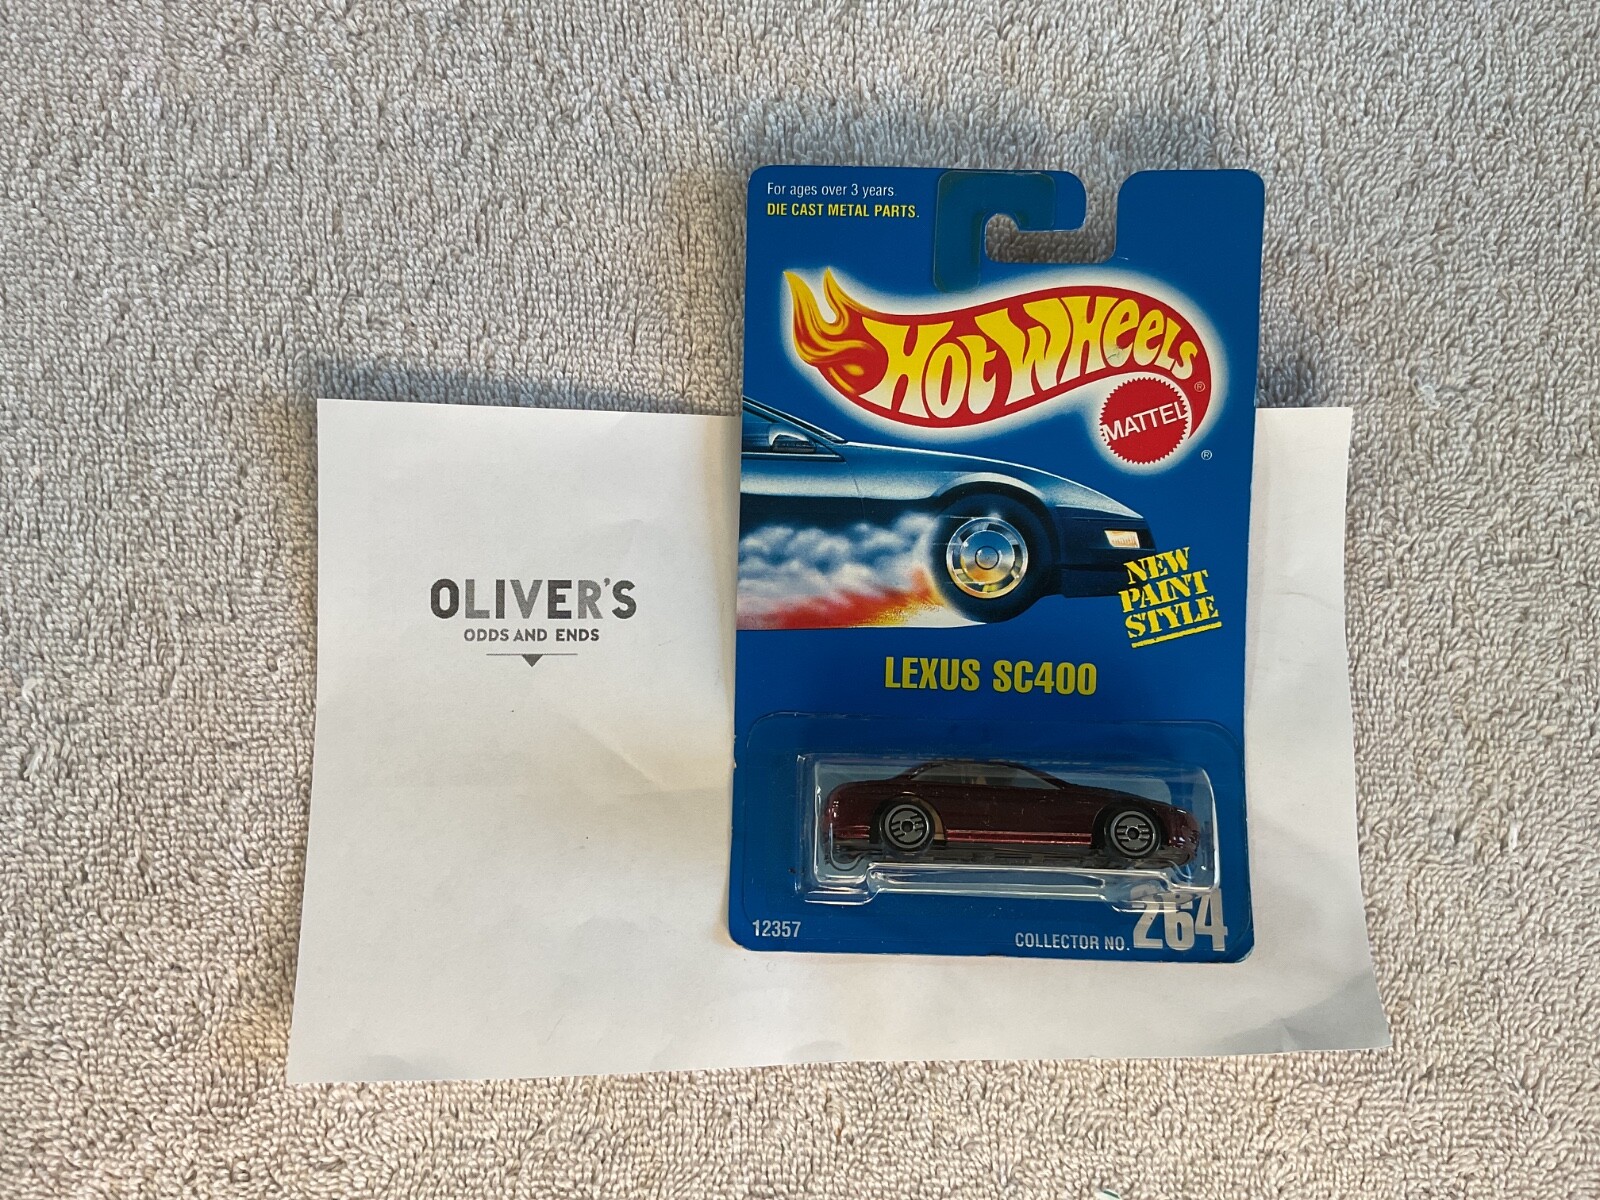 For ages over 3 years.
DIE CAST METAL PARTS.
HOT WHEELS
®
MATTEL
®
NEW
PAINT
STYLE
LEXUS SC400
12357
COLLECTOR NO. 264
OLIVER'S
ODDS AND ENDS